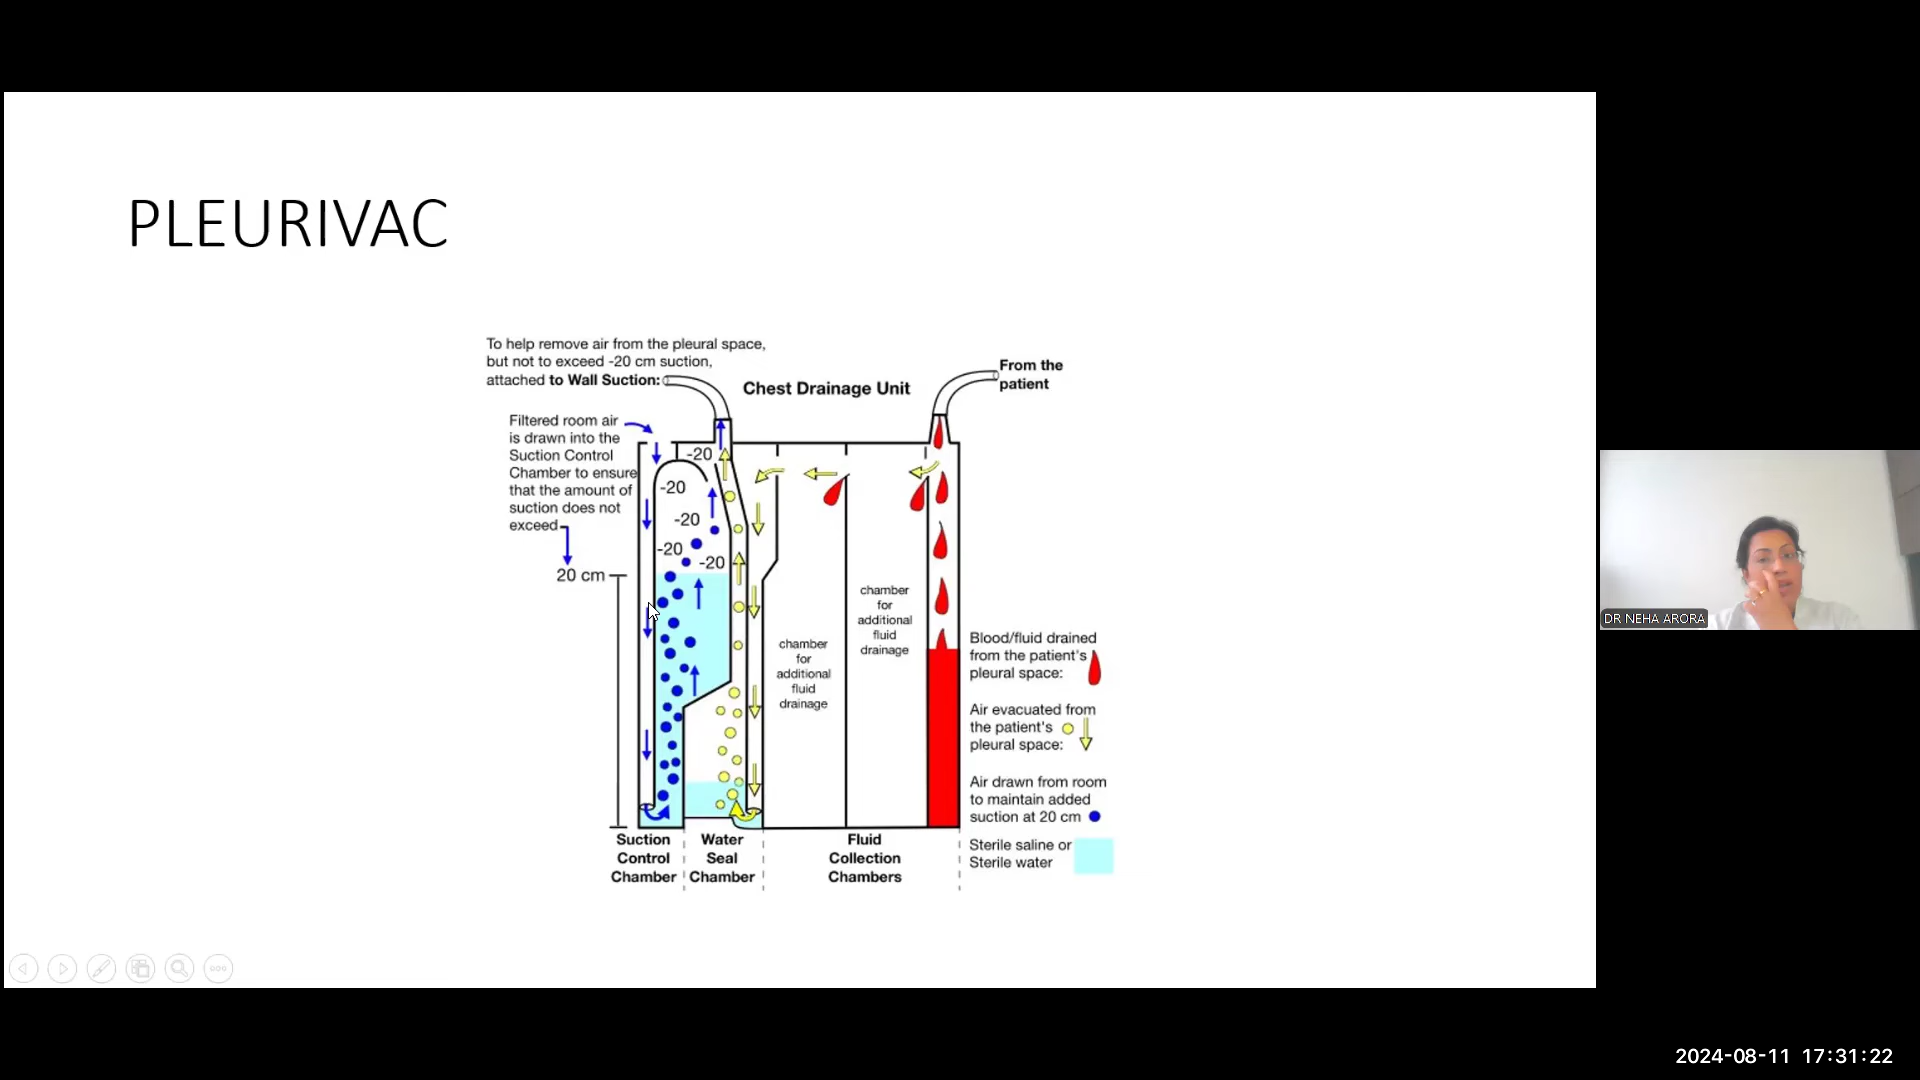 PLEURIVAC
To help remove air from the pleural space,
but not to exceed -20 cm suction,
attached to Wall Suction:
Chest Drainage Unit
From the
patient
Filtered room air
is drawn into the
Suction Control
Chamber to ensure
that the amount of
suction does not
exceed
20 cm
-20
-20
-20
-20
-20
chamber
for
additional
fluid
drainage
chamber
for
additional
fluid
drainage
Blood/fluid drained
from the patient's
pleural space:
Air evacuated from
the patient's
pleural space:
Air drawn from room
to maintain added
suction at 20 cm
Sterile saline or
Sterile water
Suction
Control
Chamber
Water
Seal
Chamber
Fluid
Collection
Chambers
DR NEHA ARORA
2024-08-11 17:31:22